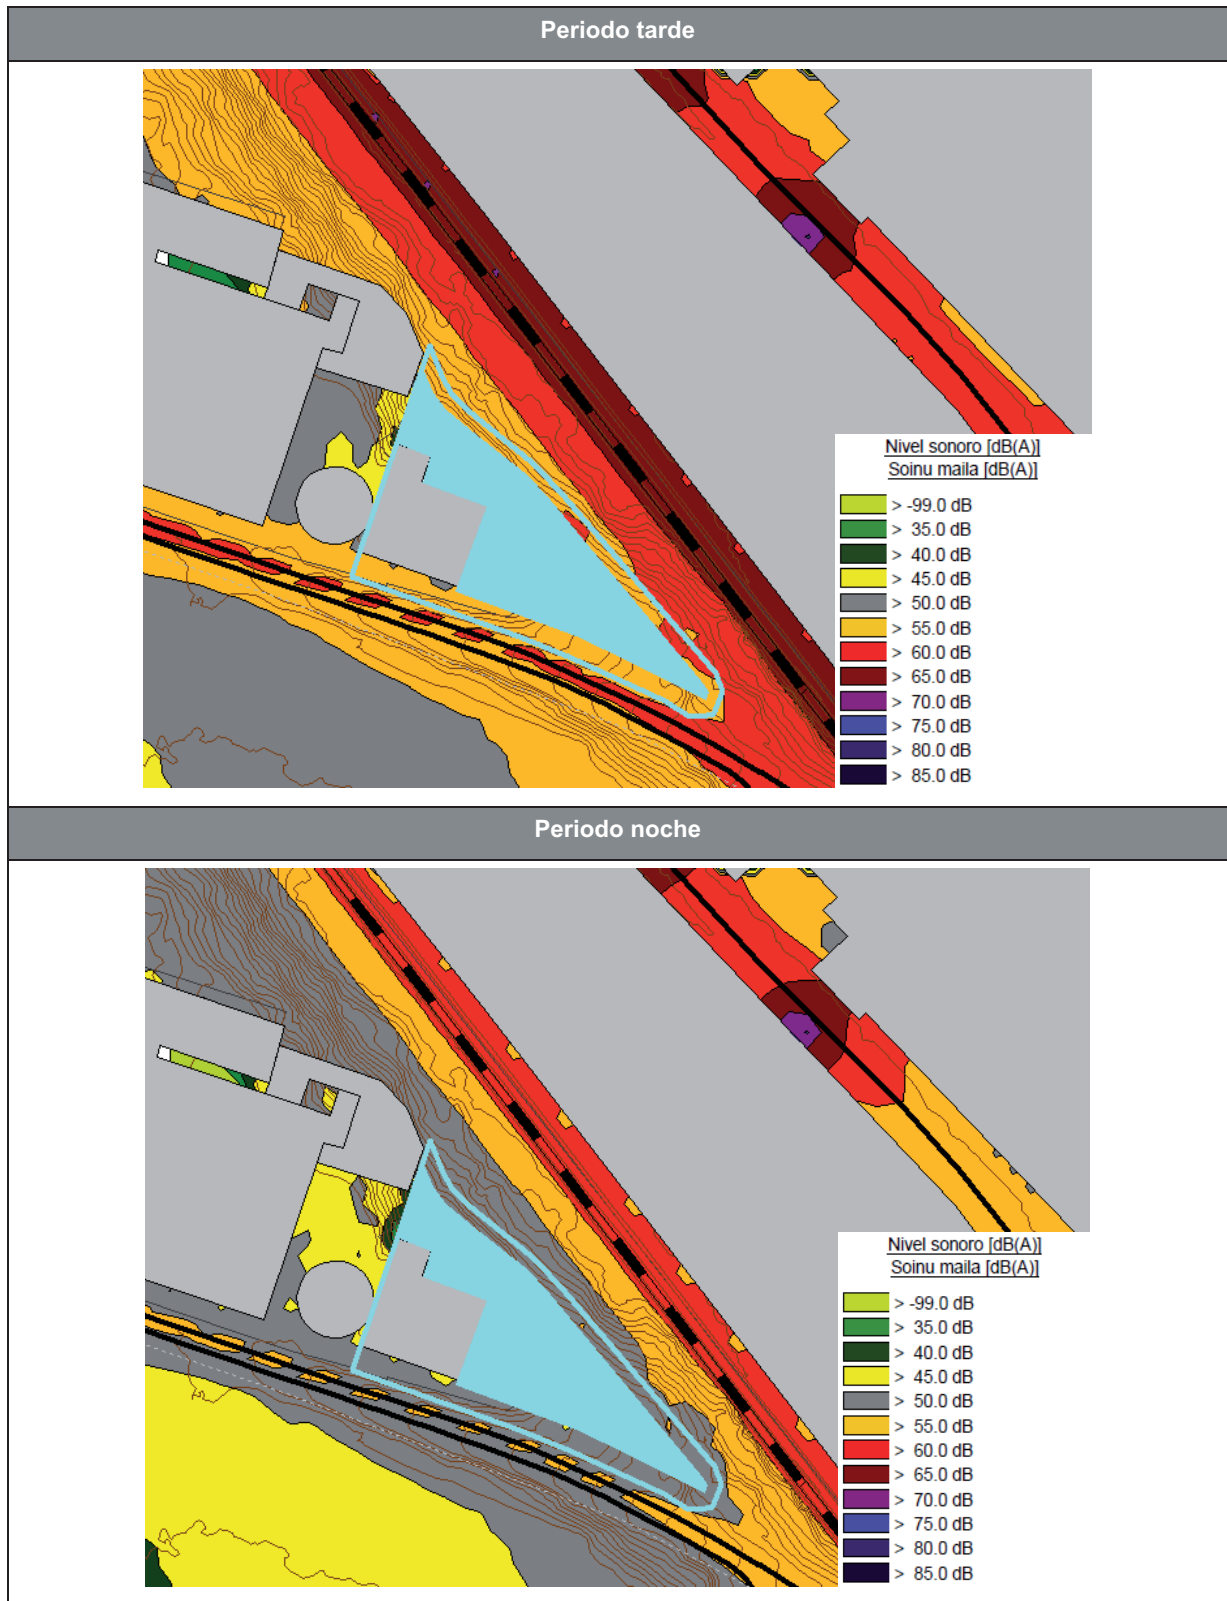 Periodo tarde
Nivel sonoro [dB(A)]
Soinu maila [dB(A)]
> -99.0 dB
> 35.0 dB
> 40.0 dB
> 45.0 dB
> 50.0 dB
> 55.0 dB
> 60.0 dB
> 65.0 dB
> 70.0 dB
> 75.0 dB
> 80.0 dB
> 85.0 dB
Periodo noche
Nivel sonoro [dB(A)]
Soinu maila [dB(A)]
> -99.0 dB
> 35.0 dB
> 40.0 dB
> 45.0 dB
> 50.0 dB
> 55.0 dB
> 60.0 dB
> 65.0 dB
> 70.0 dB
> 75.0 dB
> 80.0 dB
> 85.0 dB